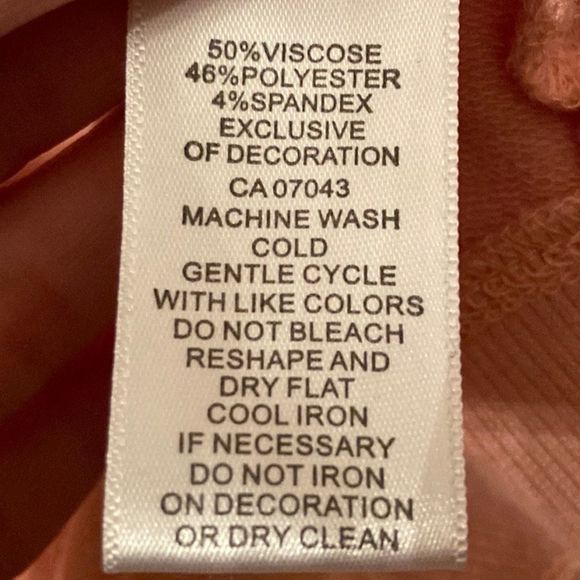 50%VISCOSE
46%POLYESTER
4%SPANDEX
EXCLUSIVE
OF DECORATION
CA 07043
MACHINE WASH
COLD
GENTLE CYCLE
WITH LIKE COLORS
DO NOT BLEACH
RESHAPE AND
DRY FLAT
COOL IRON
IF NECESSARY
DO NOT IRON
ON DECORATION
OR DRY CLEAN